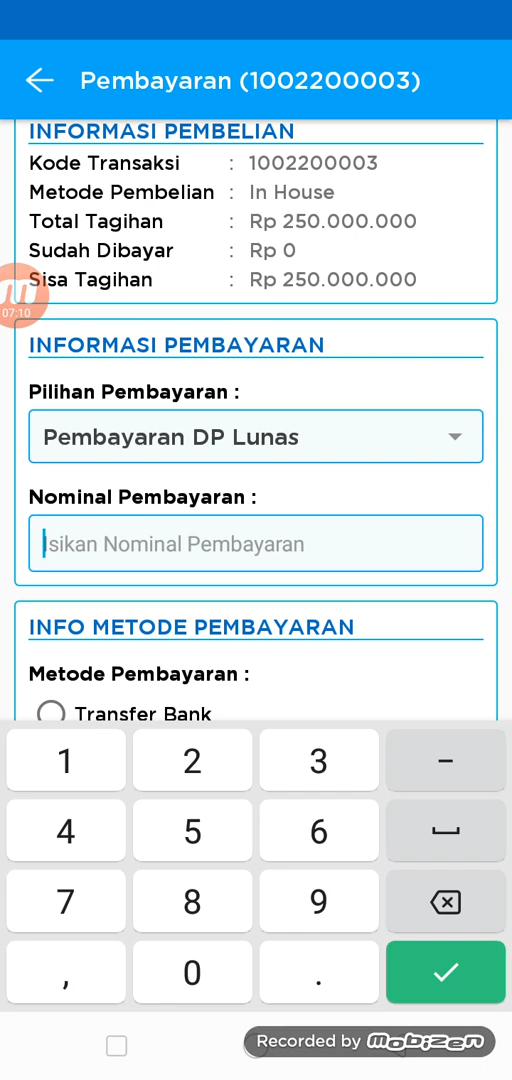 Pembayaran (1002200003)
INFORMASI PEMBELIAN
Kode Transaksi : 1002200003
Metode Pembelian : In House
Total Tagihan : Rp 250.000.000
Sudah Dibayar : Rp 0
Sisa Tagihan : Rp 250.000.000
07:10
INFORMASI PEMBAYARAN
Pilihan Pembayaran :
Pembayaran DP Lunas
Nominal Pembayaran :
Isikan Nominal Pembayaran
INFO METODE PEMBAYARAN
Metode Pembayaran :
Transfer Bank
1 2 3 -
4 5 6
7 8 9
, 0 .
Recorded by Mobizen